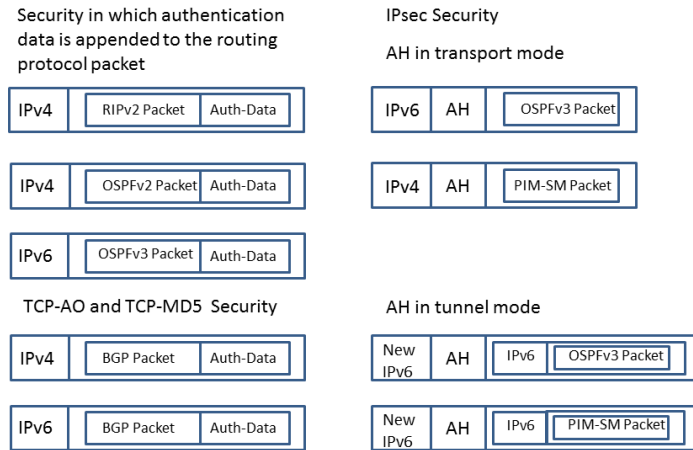 Security in which authentication
data is appended to the routing
protocol packet
IPv4 RIPv2 Packet Auth-Data
IPv4 OSPFv2 Packet Auth-Data
IPv6 OSPFv3 Packet Auth-Data
TCP-AO and TCP-MD5 Security
IPv4 BGP Packet Auth-Data
IPv6 BGP Packet Auth-Data
IPsec Security
AH in transport mode
IPv6 AH OSPFv3 Packet
IPv4 AH PIM-SM Packet
AH in tunnel mode
New
IPv6 AH IPv6 OSPFv3 Packet
New
IPv6 AH IPv6 PIM-SM Packet